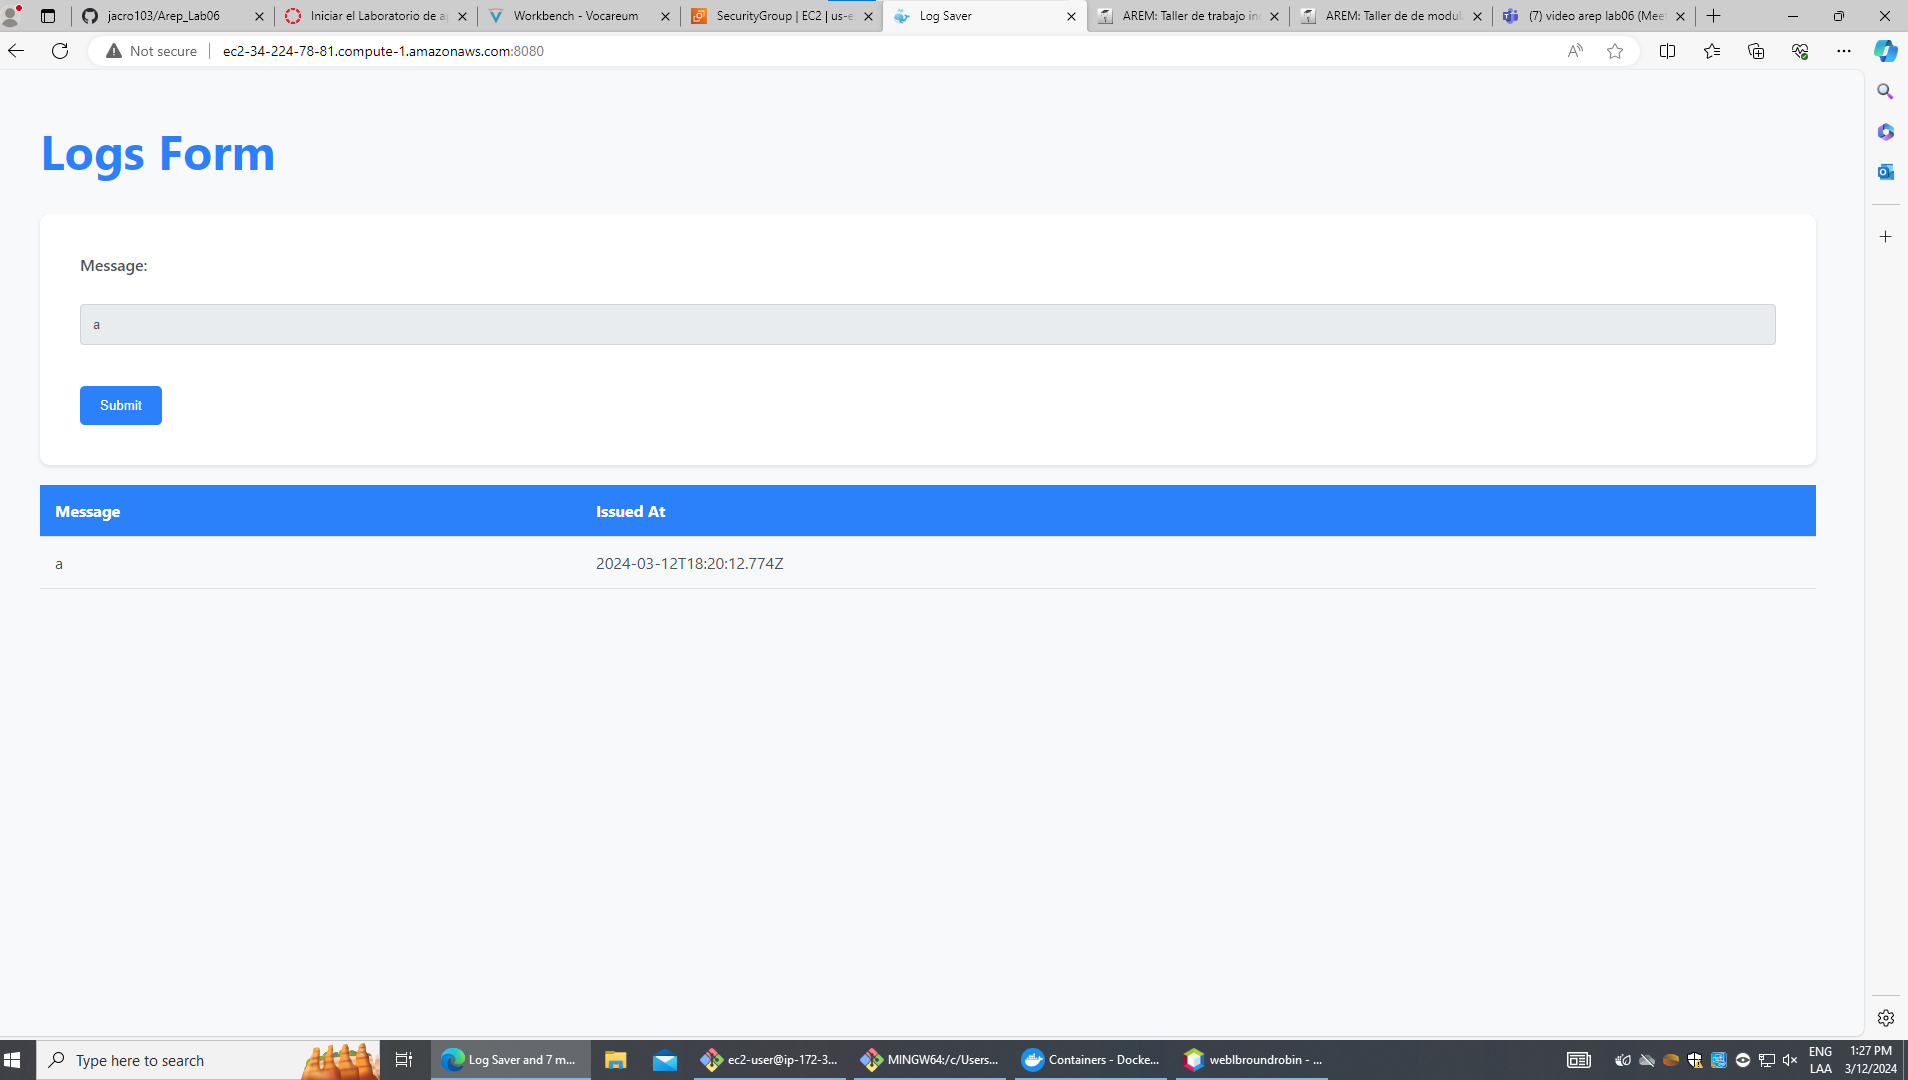 jacro103/Arep_Lab06
Iniciar el Laboratorio de a
Workbench - Vocareum
SecurityGroup | EC2 | us-e
Log Saver
AREM: Taller de trabajo in
AREM: Taller de de modul
(7) video arep lab06 (Meet
Not secure
ec2-34-224-78-81.compute-1.amazonaws.com:8080
Logs Form
Message:
a
Submit
Message Issued At
a 2024-03-12T18:20:12.774Z
Type here to search
Log Saver and 7 m...
ec2-user@ip-172-3...
MINGW64:/c/Users...
Containers - Docke...
weblbroundrobin - ...
ENG
LAA
1:27 PM
3/12/2024